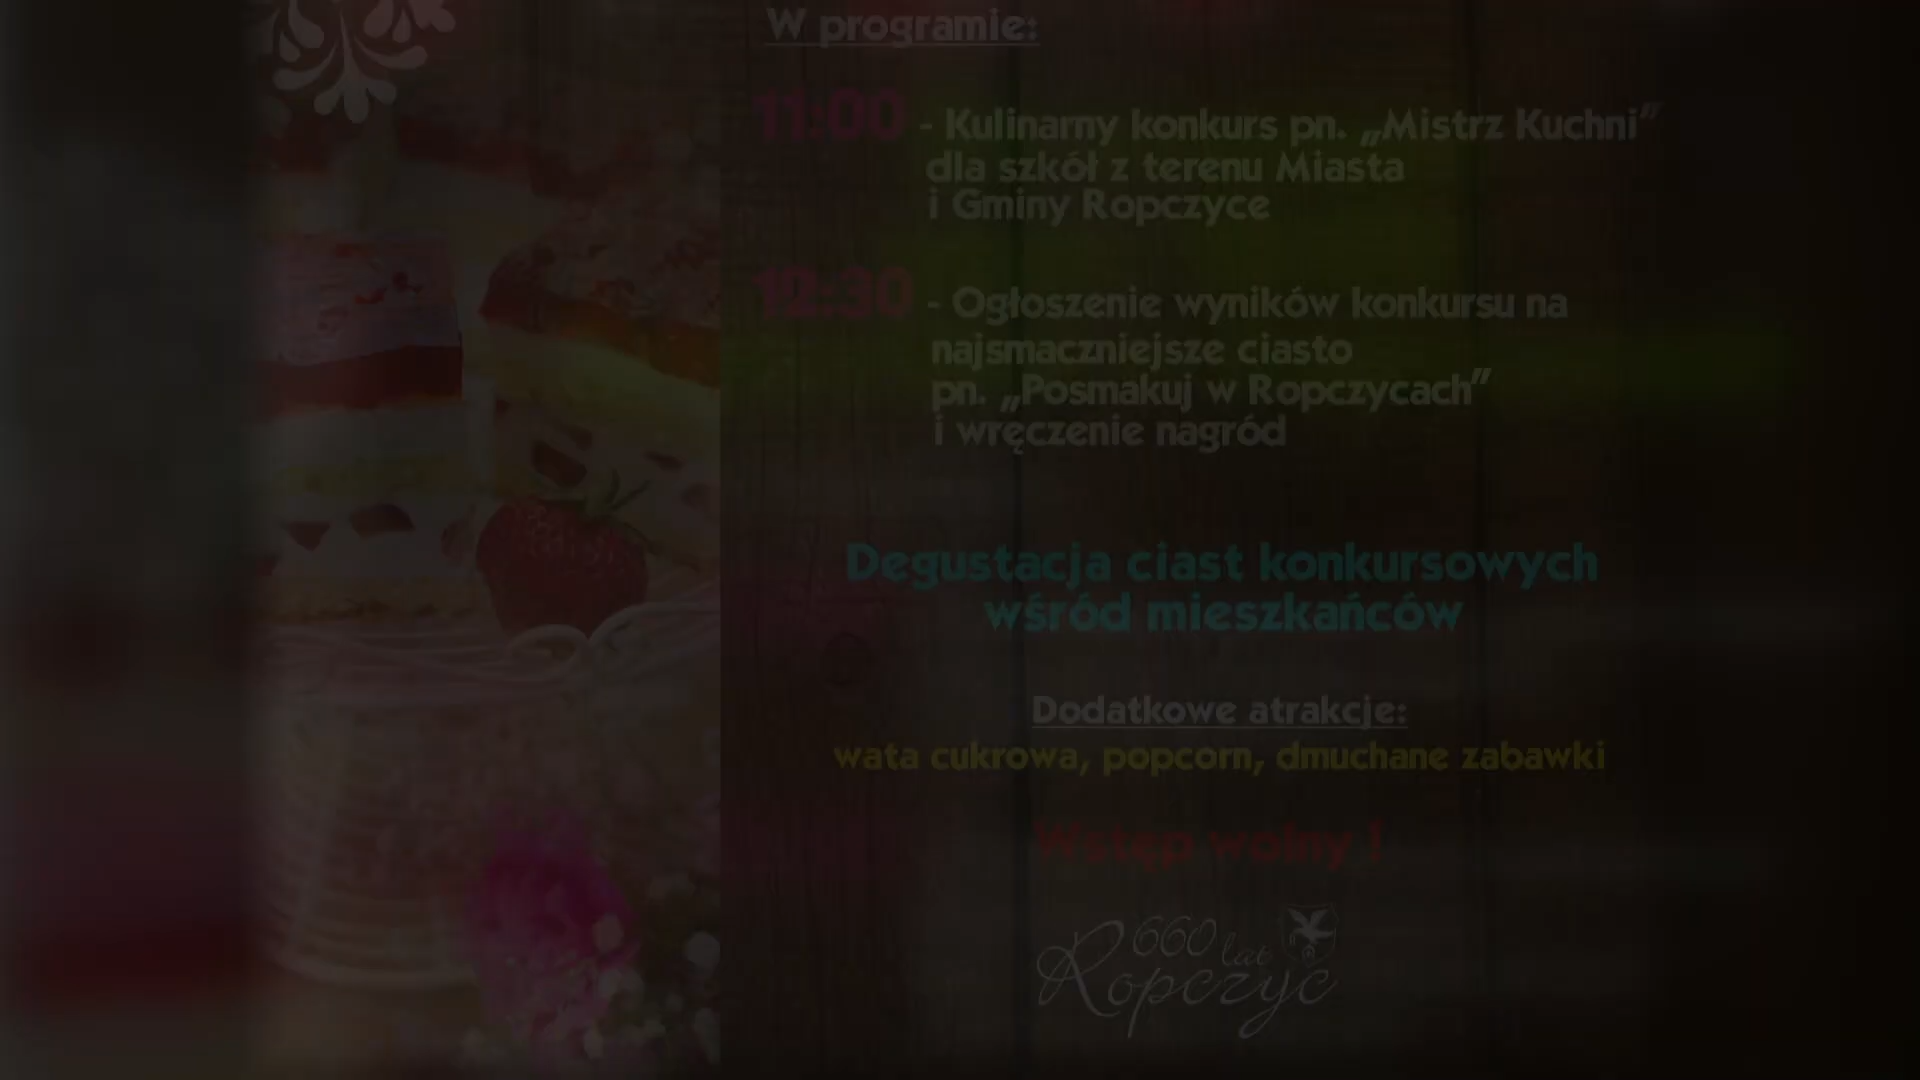 W programie:
11:00 - Kulinarny konkurs pn. „Mistrz Kuchni”
dla szkół z terenu Miasta
i Gminy Ropczyce
12:30 - Ogłoszenie wyników konkursu na
najsmaczniejsze ciasto
pn. „Posmakuj w Ropczycach”
i wręczenie nagród
Degustacja ciast konkursowych
wśród mieszkańców
Dodatkowe atrakcje:
wata cukrowa, popcorn, dmuchane zabawki
Wstęp wolny !
660 lat
Ropczyc